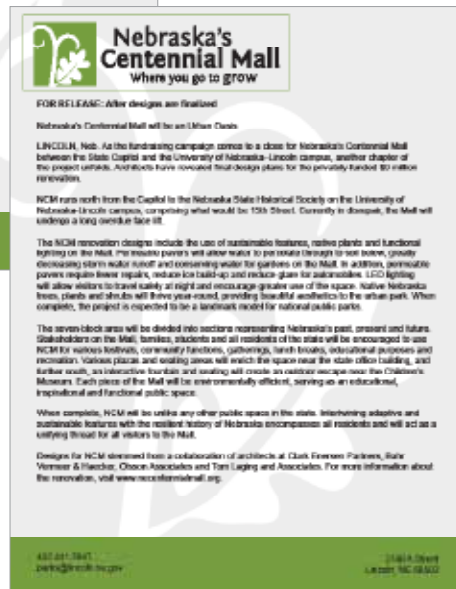 Nebraska's
Centennial Mall
Where you go to grow
FOR RELEASE: After designs are finalized
Nebraska's Centennial Mall will be an Urban Oasis
LINCOLN, Neb. As the fundraising campaign comes to a close for Nebraska's Centennial Mall
between the State Capitol and the University of Nebraska–Lincoln campus, another chapter of
the project unfolds. Architects have revealed final design plans for the privately funded million
renovation.
NCM runs north from the Capitol to the Nebraska State Historical Society on the University of
Nebraska-Lincoln campus, comprising what would be 15th Street. Currently in disrepair, the Mall will
undergo a long overdue face lift.
The NCM renovation designs include the use of sustainable features, native plants and functional
lighting on the Mall. Permeable pavers will allow water to percolate through to soil below, greatly
decreasing storm water runoff and conserving water for gardens on the Mall. In addition, permeable
pavers require fewer repairs, reduce ice build-up and reduce glare for automobiles. LED lighting
will allow visitors to travel safely at night and encourage greater use of the space. Native Nebraska
trees, plants and shrubs will thrive year-round, providing beautiful aesthetics to the urban park. When
complete, the project is expected to be a landmark model for national public parks.
The seven-block area will be divided into sections representing Nebraska's past, present and future.
Stakeholders on the Mall, families, students and all residents of the state will be encouraged to use
NCM for various festivals, community functions, gatherings, lunch breaks, educational purposes and
recreation. Various plazas and seating areas will enrich the space near the state office building, and
further south, an interactive fountain and seating will create an outdoor escape near the Children's
Museum. Each piece of the Mall will be environmentally efficient, serving as an educational,
inspirational and functional public space.
When complete, NCM will be unlike any other public space in the state. Intertwining adaptive and
sustainable features with the resilient history of Nebraska encompasses all residents and will act as a
unifying thread for all visitors to the Mall.
Designs for NCM stemmed from a collaboration of architects at Clark Enersen Partners, Bahr
Vermeer & Haecker, Olsson Associates and Tom Laging and Associates. For more information about
the renovation, visit www.necentennialmall.org.
parks@lincoln.ne.gov
Street
Lincoln, NE